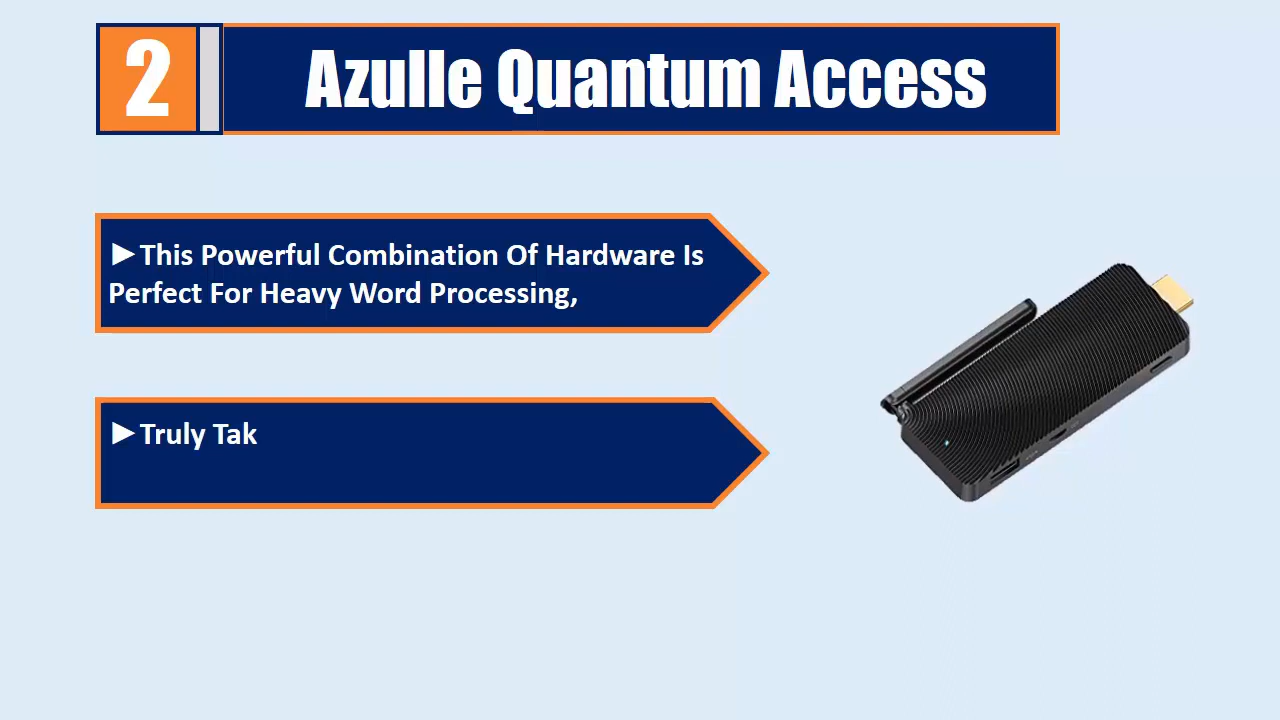 2
Azulle Quantum Access
►This Powerful Combination Of Hardware Is
Perfect For Heavy Word Processing,
►Truly Tak